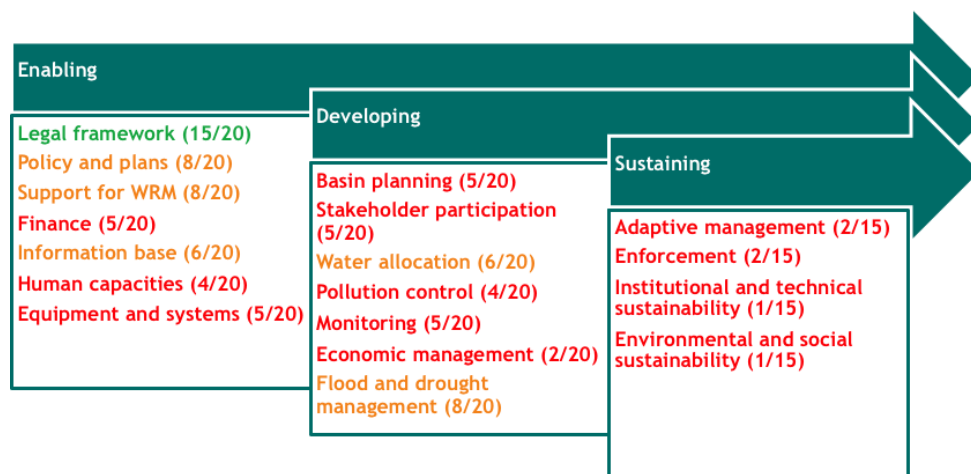 Enabling
Legal framework (15/20)
Policy and plans (8/20)
Support for WRM (8/20)
Finance (5/20)
Information base (6/20)
Human capacities (4/20)
Equipment and systems (5/20)
Developing
Basin planning (5/20)
Stakeholder participation
(5/20)
Water allocation (6/20)
Pollution control (4/20)
Monitoring (5/20)
Economic management (2/20)
Flood and drought
management (8/20)
Sustaining
Adaptive management (2/15)
Enforcement (2/15)
Institutional and technical
sustainability (1/15)
Environmental and social
sustainability (1/15)